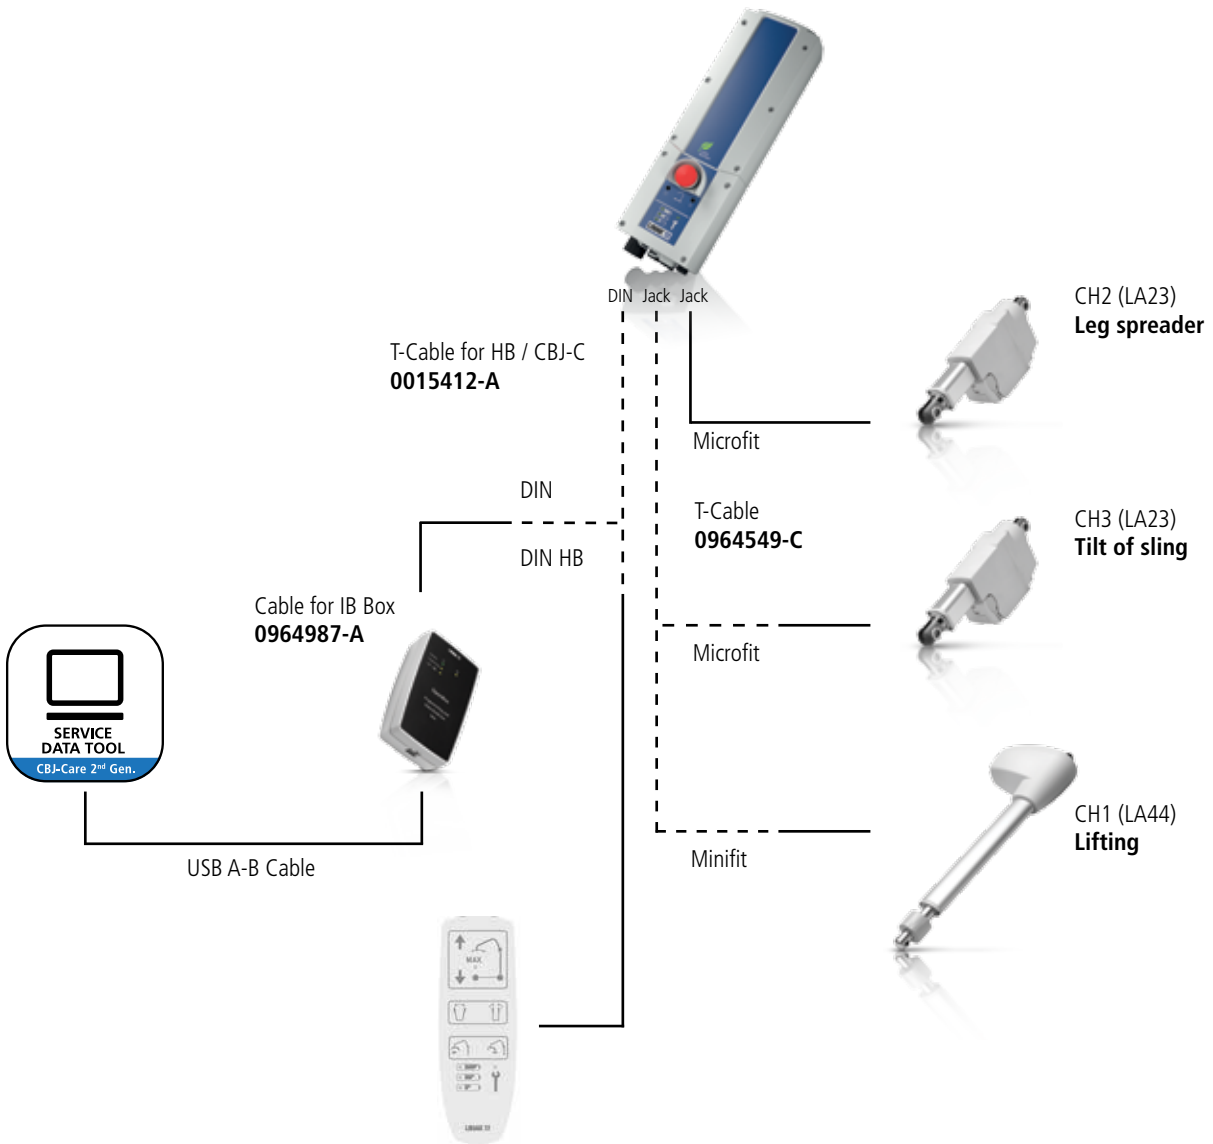 DIN Jack Jack
CH2 (LA23)
Leg spreader
T-Cable for HB / CBJ-C
0015412-A
Microfit
DIN
T-Cable
0964549-C
CH3 (LA23)
Tilt of sling
DIN HB
Cable for IB Box
0964987-A
Microfit
SERVICE
DATA TOOL
CBJ-Care 2nd Gen.
CH1 (LA44)
Lifting
Minifit
USB A-B Cable
MAX
LINAK